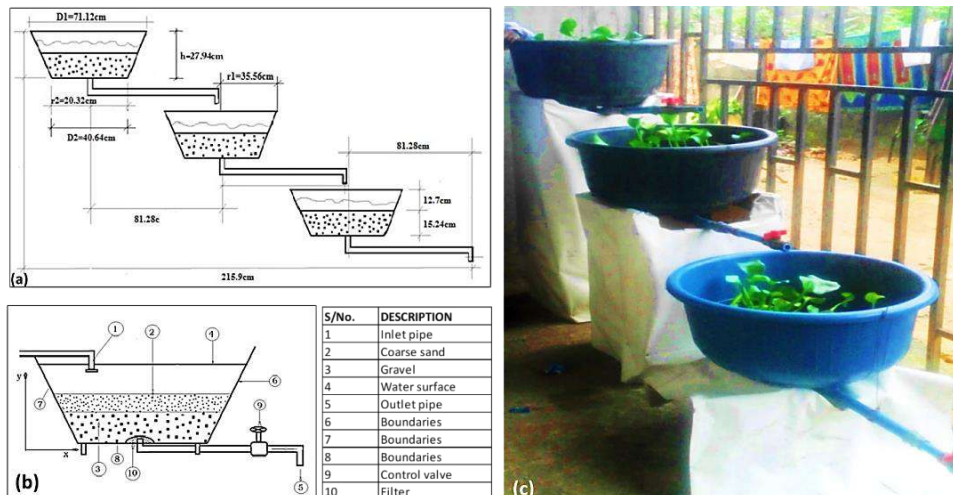 D1=71.12cm
h=27.94cm
r1=35.56cm
r2=20.32cm
D2=40.64cm
81.28cm
81.28c
12.7cm
15.24cm
215.9cm
(a)
1
2
4
6
7
y
x
9
3
8
10
5
(b)
S/No. DESCRIPTION
1 Inlet pipe
2 Coarse sand
3 Gravel
4 Water surface
5 Outlet pipe
6 Boundaries
7 Boundaries
8 Boundaries
9 Control valve
10 Filter
(c)